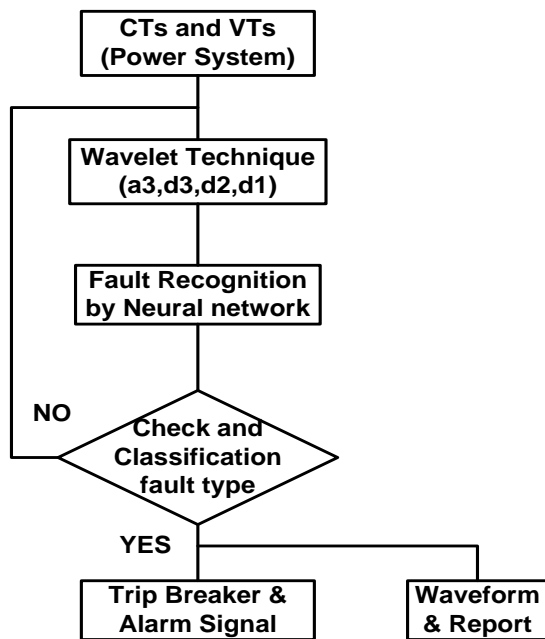 CTs and VTs
(Power System)
Wavelet Technique
(a3,d3,d2,d1)
Fault Recognition
by Neural network
NO
Check and
Classification
fault type
YES
Trip Breaker &
Alarm Signal
Waveform
& Report